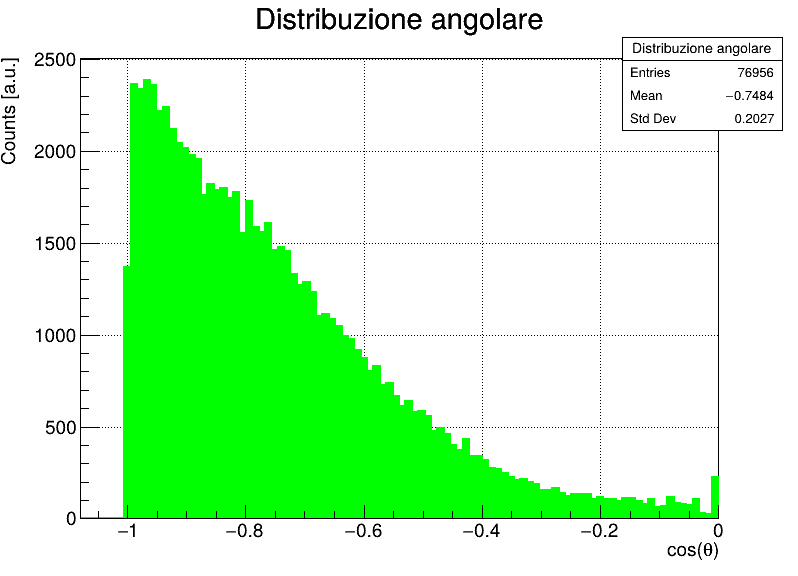 Distribuzione angolare
Distribuzione angolare
Entries 76956
Mean −0.7484
Std Dev 0.2027
Counts [a.u.]
2500
2000
1500
1000
500
0
−1 −0.8 −0.6 −0.4 −0.2 0
cos(θ)